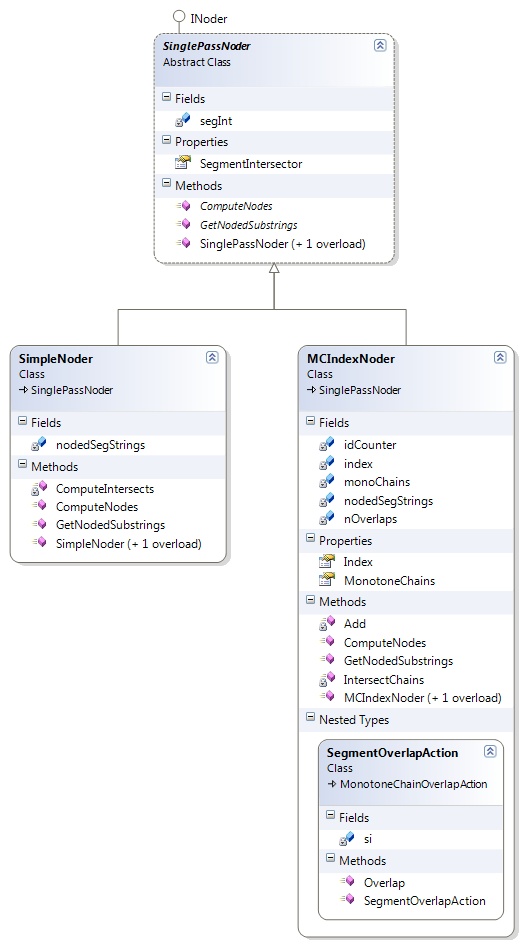 INoder
SinglePassNoder
Abstract Class
Fields
segInt
Properties
SegmentIntersector
Methods
ComputeNodes
GetNodedSubstrings
SinglePassNoder (+ 1 overload)
SimpleNoder
Class
SinglePassNoder
Fields
nodedSegStrings
Methods
ComputeIntersects
ComputeNodes
GetNodedSubstrings
SimpleNoder (+ 1 overload)
MCIndexNoder
Class
SinglePassNoder
Fields
idCounter
index
monoChains
nodedSegStrings
nOverlaps
Properties
Index
MonotoneChains
Methods
Add
ComputeNodes
GetNodedSubstrings
IntersectChains
MCIndexNoder (+ 1 overload)
Nested Types
SegmentOverlapAction
Class
MonotoneChainOverlapAction
Fields
si
Methods
Overlap
SegmentOverlapAction